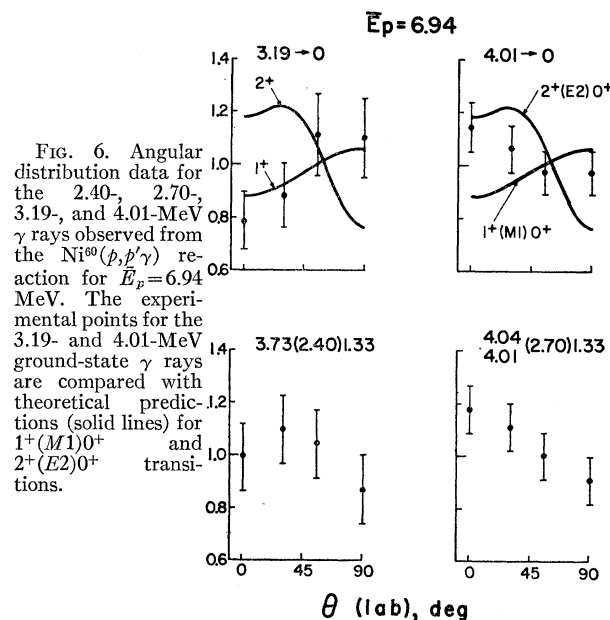 Ēp = 6.94
3.19→0
4.01→0
1.4
1.2
1.0
0.8
0.6
2⁺
1⁺
2⁺(E2)0⁺
1⁺(M1)0⁺
FIG. 6. Angular
distribution data for
the 2.40-, 2.70-,
3.19-, and 4.01-MeV
γ rays observed from
the Ni⁶⁰(p,p′γ) re-
action for Ēₚ=6.94
MeV. The experi-
mental points for the
3.19- and 4.01-MeV
ground-state γ rays
are compared with
theoretical predic-
tions (solid lines) for
1⁺(M1)0⁺ and
2⁺(E2)0⁺ transi-
tions.
3.73(2.40)1.33
4.04
4.01 (2.70)1.33
1.4
1.2
1.0
0.8
0.6
0 45 90
0 45 90
θ (lab), deg